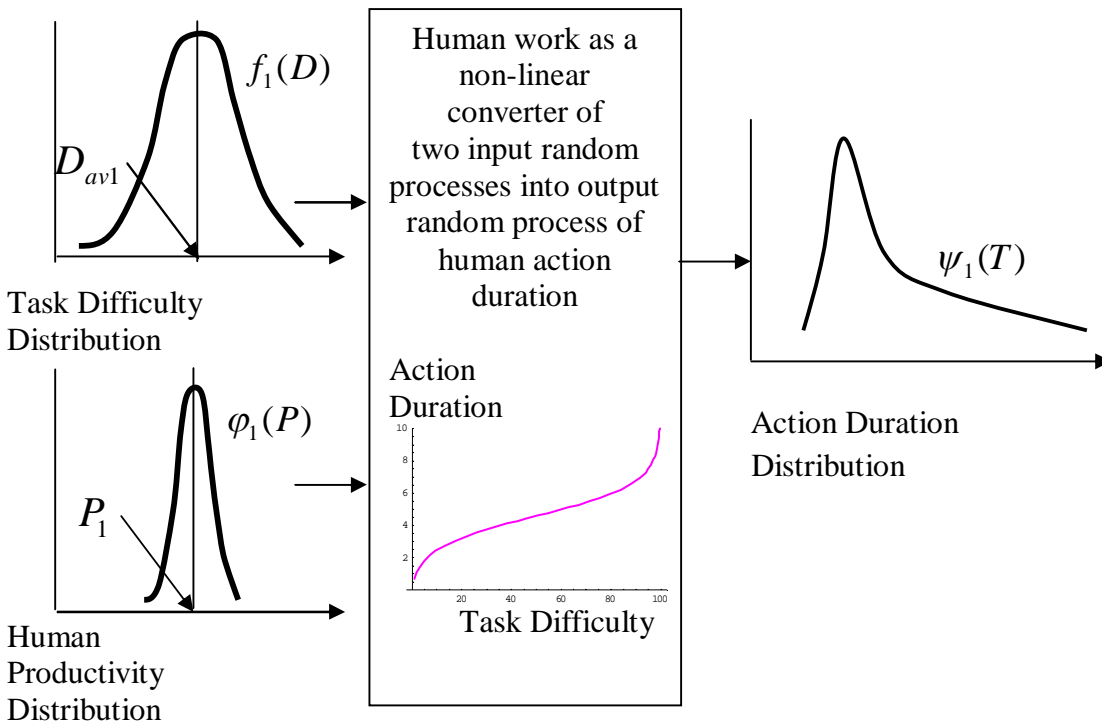 f₁(D)
D_av1
Task Difficulty
Distribution
φ₁(P)
P₁
Human
Productivity
Distribution
Human work as a
non-linear
converter of
two input random
processes into output
random process of
human action
duration
Action
Duration
10
8
6
4
2
20 40 60 80 100
Task Difficulty
ψ₁(T)
Action Duration
Distribution